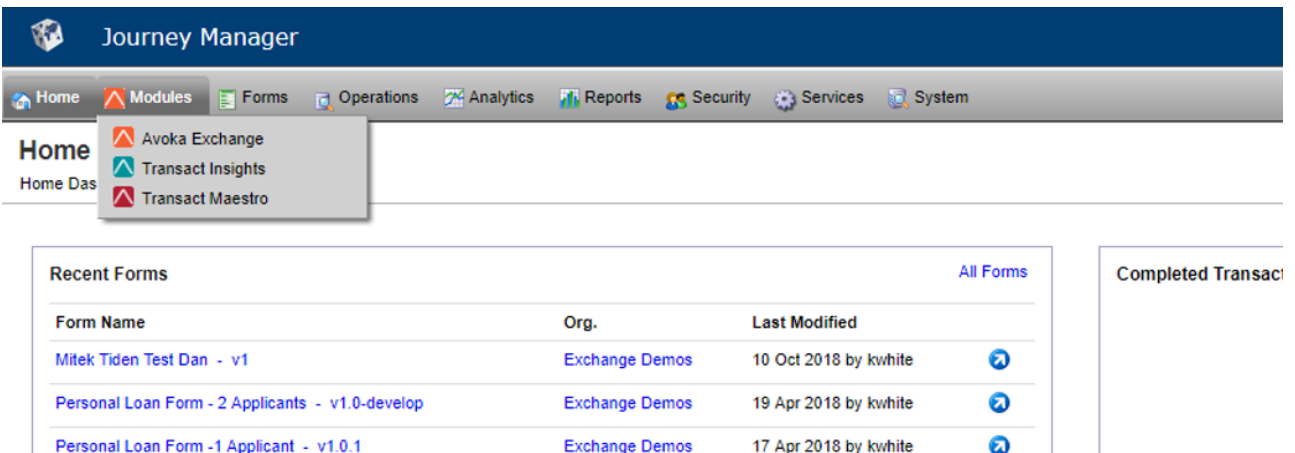 Journey Manager
Home Modules Forms Operations Analytics Reports Security Services System
Avoka Exchange
Transact Insights
Transact Maestro
Home
Home Das
Recent Forms All Forms
Form Name Org. Last Modified
Mitek Tiden Test Dan - v1 Exchange Demos 10 Oct 2018 by kwhite
Personal Loan Form - 2 Applicants - v1.0-develop Exchange Demos 19 Apr 2018 by kwhite
Personal Loan Form -1 Applicant - v1.0.1 Exchange Demos 17 Apr 2018 by kwhite
Completed Transact